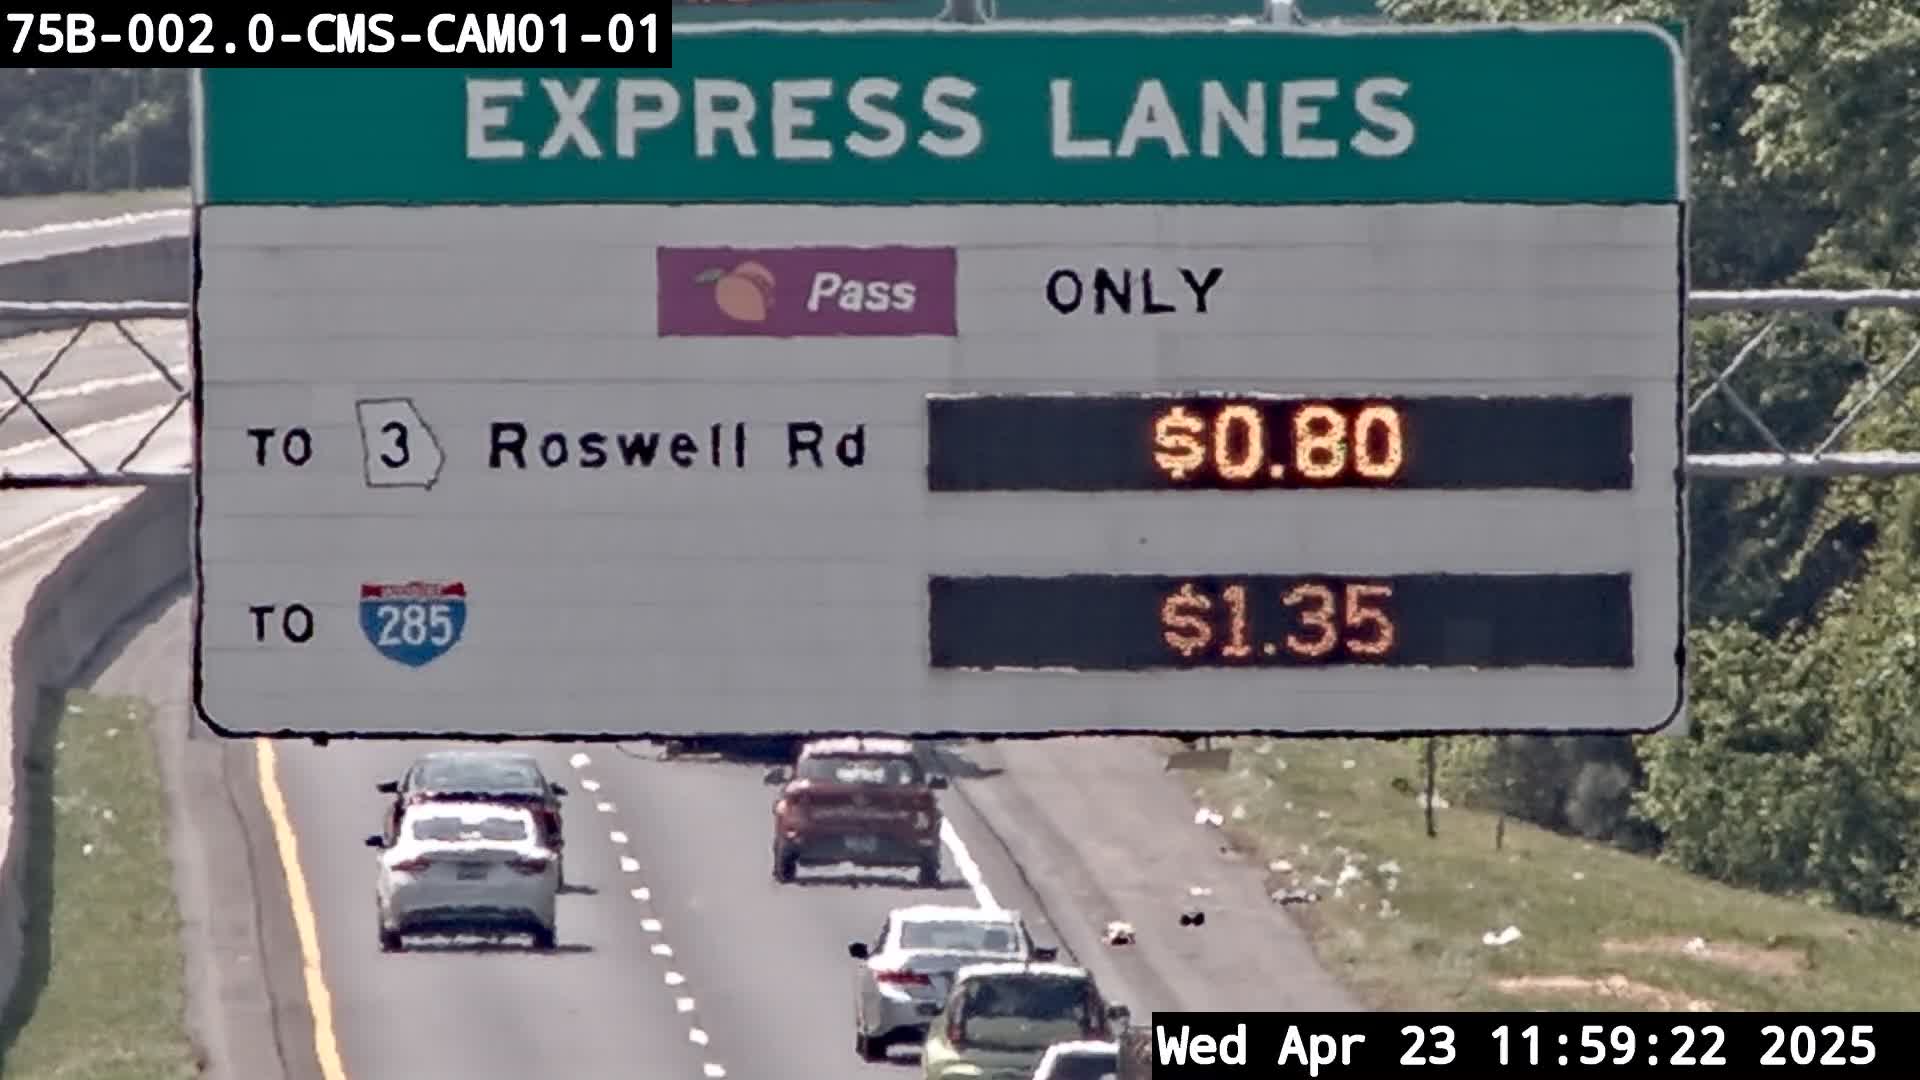 75B-002.0-CMS-CAM01-01
EXPRESS LANES
Pass ONLY
TO 3 Roswell Rd $0.80
TO 285 $1.35
Wed Apr 23 11:59:22 2025